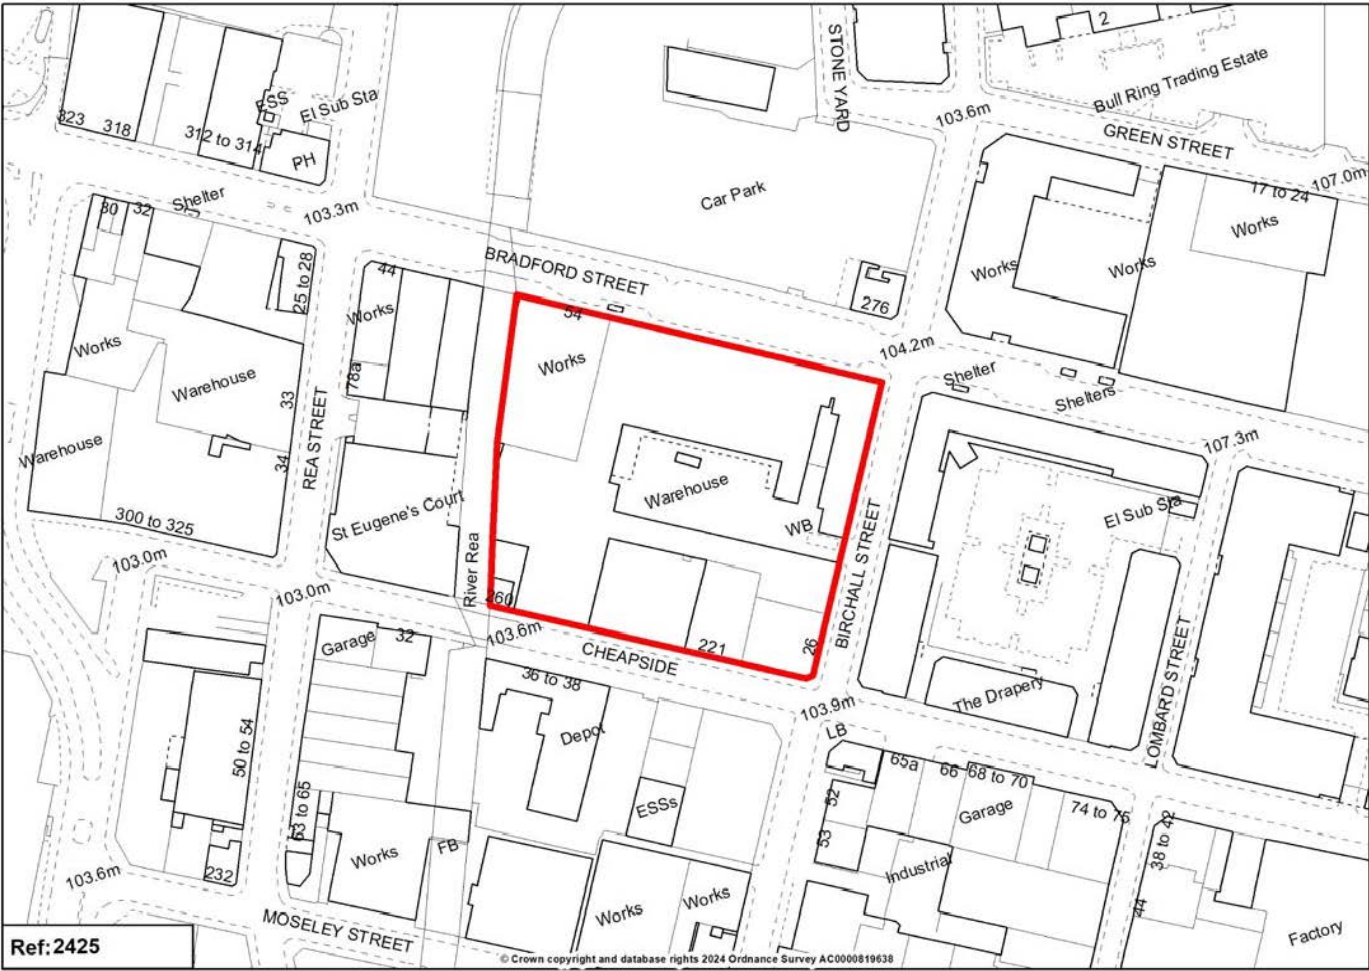 2
STONE YARD
Bull Ring Trading Estate
ESS
El Sub Sta
323
318
312 to 314
PH
103.6m
GREEN STREET
107.0m
17 to 24
Works
Car Park
Shelter
30
32
103.3m
BRADFORD STREET
Works
Works
44
25 to 28
Works
54
276
Works
Works
78a
104.2m
Shelter
Shelters
Warehouse
33
REA STREET
Warehouse
34
107.3m
St Eugene's Court
Warehouse
WB
BIRCHALL STREET
El Sub Sta
300 to 325
103.0m
River Rea
103.0m
260
103.6m
CHEAPSIDE
221
26
Garage
32
36 to 38
The Drapery
LOMBARD STREET
103.9m
LB
50 to 54
Depot
65a
66
68 to 70
74 to 75
Garage
52
53
ESSs
53 to 65
Works
FB
Industrial
38 to 42
44
103.6m
232
Works
Works
MOSELEY STREET
Factory
Ref: 2425
© Crown copyright and database rights 2024 Ordnance Survey AC0000819638